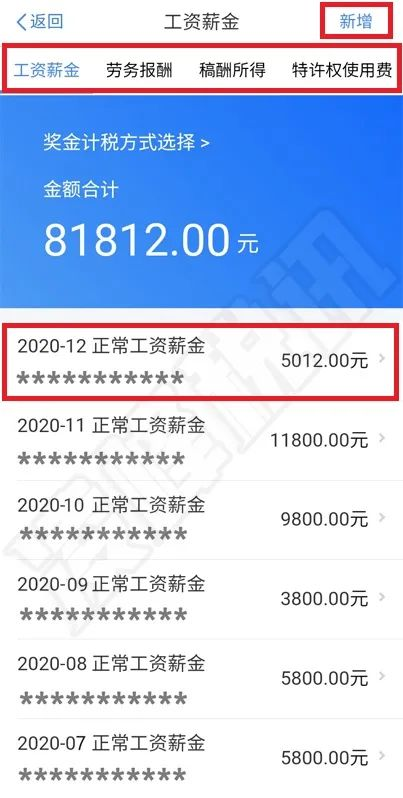 返回 工资薪金 新增
工资薪金 劳务报酬 稿酬所得 特许权使用费
奖金计税方式选择 >
金额合计
81812.00 元
2020-12 正常工资薪金
5012.00元
***********
2020-11 正常工资薪金
11800.00元
***********
2020-10 正常工资薪金
9800.00元
***********
2020-09 正常工资薪金
3800.00元
***********
2020-08 正常工资薪金
5800.00元
***********
2020-07 正常工资薪金
5800.00元
***********